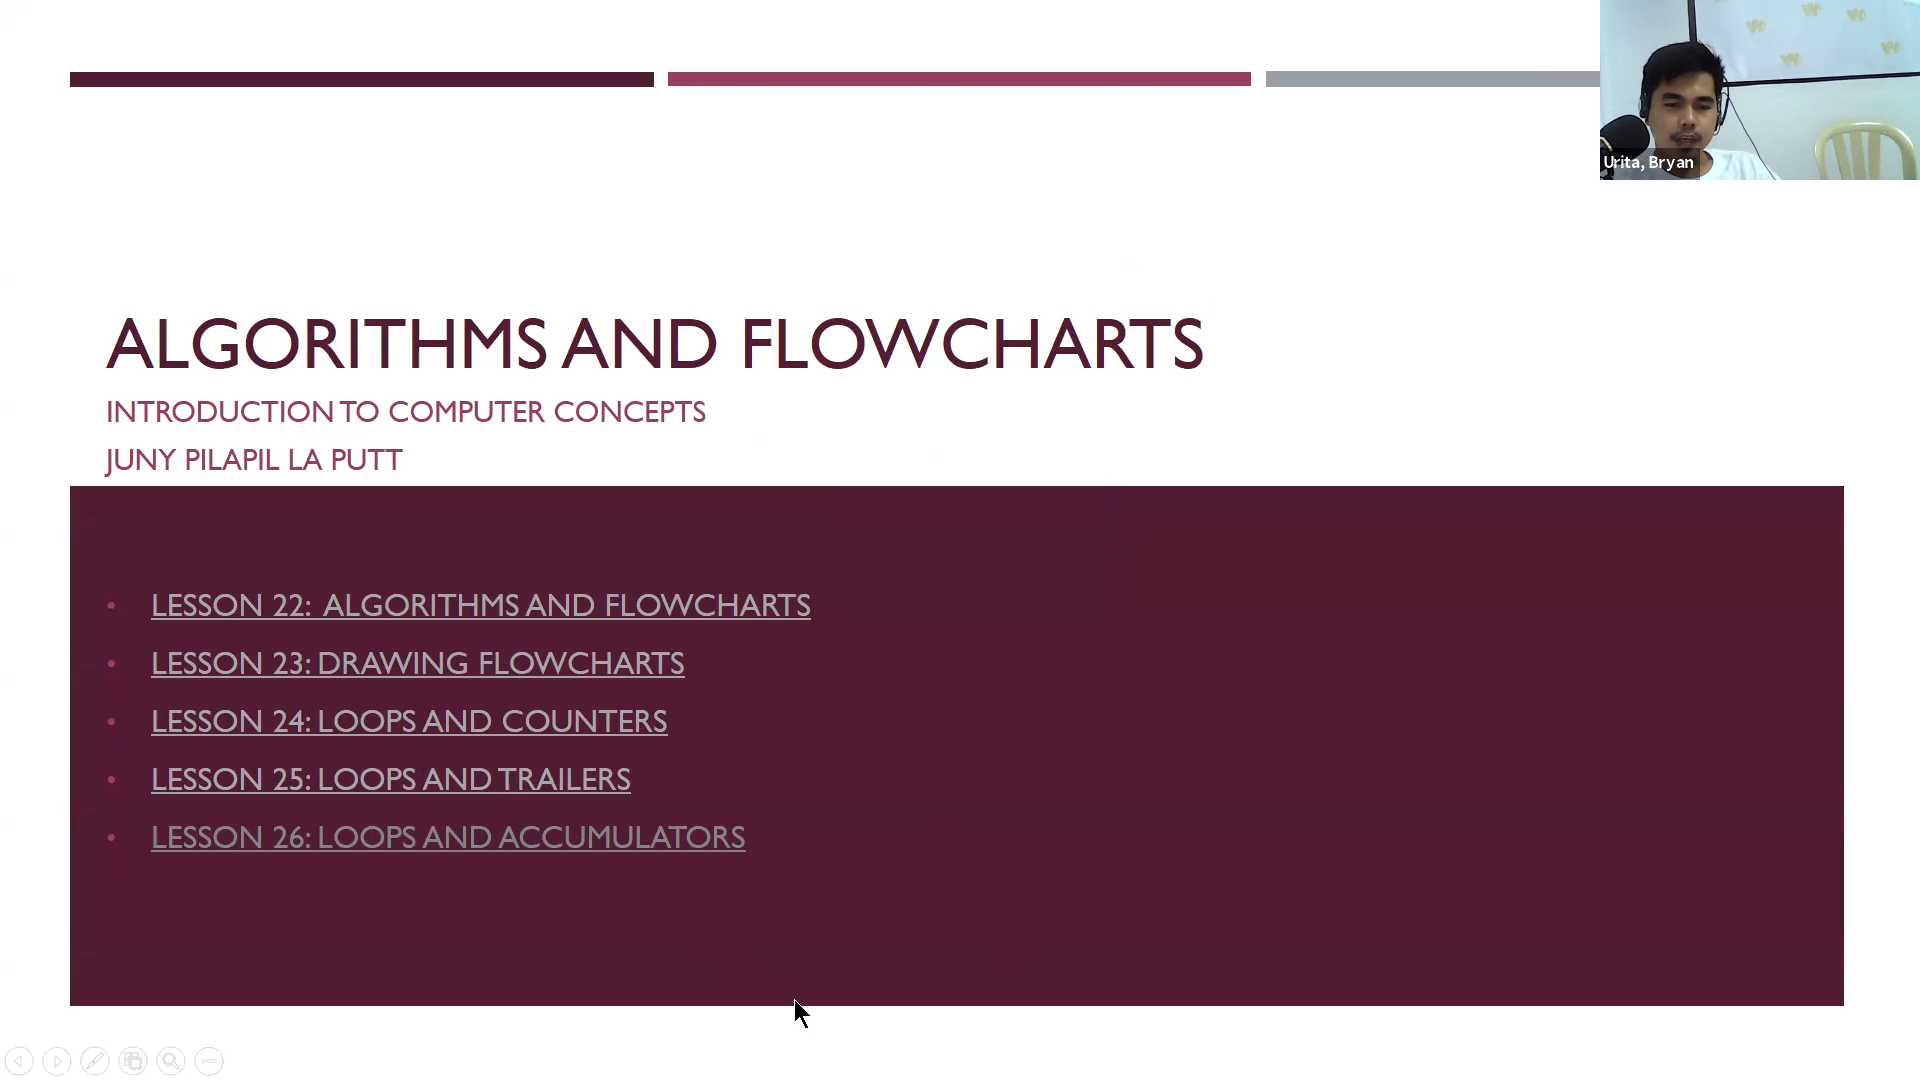 Urita, Bryan
ALGORITHMS AND FLOWCHARTS
INTRODUCTION TO COMPUTER CONCEPTS
JUNY PILAPIL LA PUTT
• LESSON 22: ALGORITHMS AND FLOWCHARTS
• LESSON 23: DRAWING FLOWCHARTS
• LESSON 24: LOOPS AND COUNTERS
• LESSON 25: LOOPS AND TRAILERS
• LESSON 26: LOOPS AND ACCUMULATORS